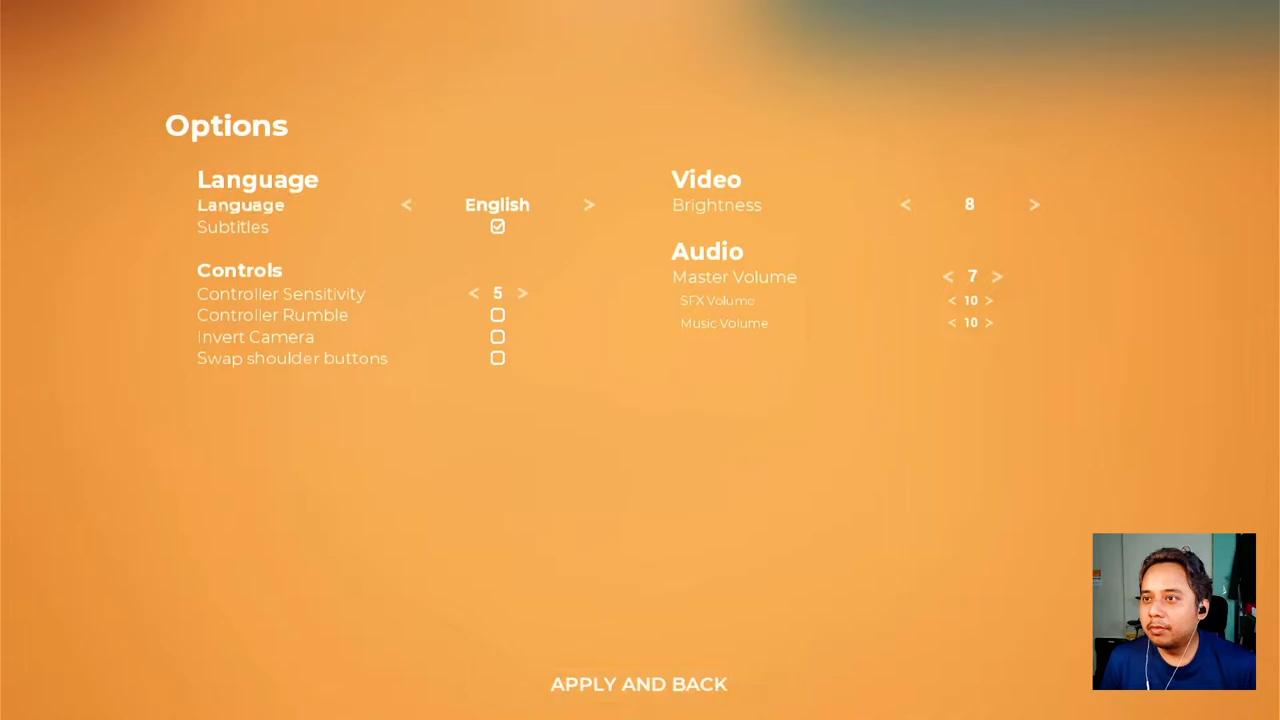 Options
Language
Language < English >
Subtitles
Controls
Controller Sensitivity < 5 >
Controller Rumble
Invert Camera
Swap shoulder buttons
Video
Brightness < 8 >
Audio
Master Volume < 7 >
SFX Volume < 10 >
Music Volume < 10 >
APPLY AND BACK